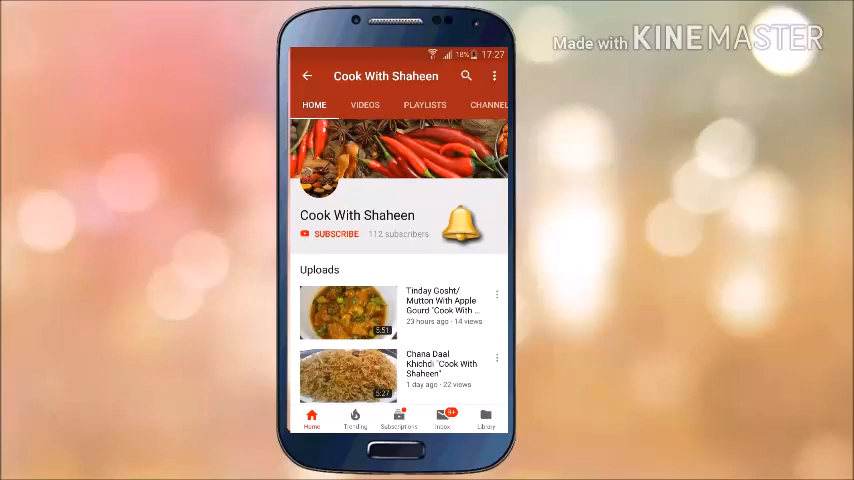 Made with KINEMASTER
18% 17:27
Cook With Shaheen
HOME VIDEOS PLAYLISTS CHANNEL
Cook With Shaheen
SUBSCRIBE 112 subscribers
Uploads
Tinday Gosht/
Mutton With Apple
Gourd "Cook With ...
23 hours ago · 14 views
5:51
Chana Daal
Khichdi "Cook With
Shaheen"
1 day ago · 22 views
5:27
9+
Home Trending Subscriptions Inbox Library